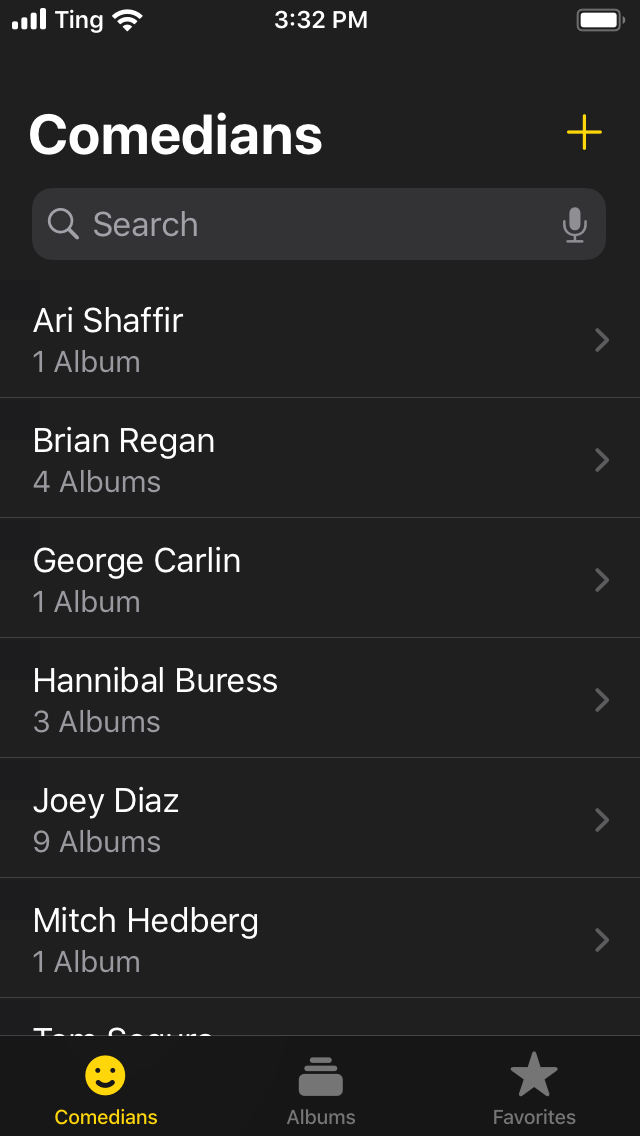 Ting 3:32 PM
Comedians
Search
Ari Shaffir
1 Album
Brian Regan
4 Albums
George Carlin
1 Album
Hannibal Buress
3 Albums
Joey Diaz
9 Albums
Mitch Hedberg
1 Album
Comedians Albums Favorites